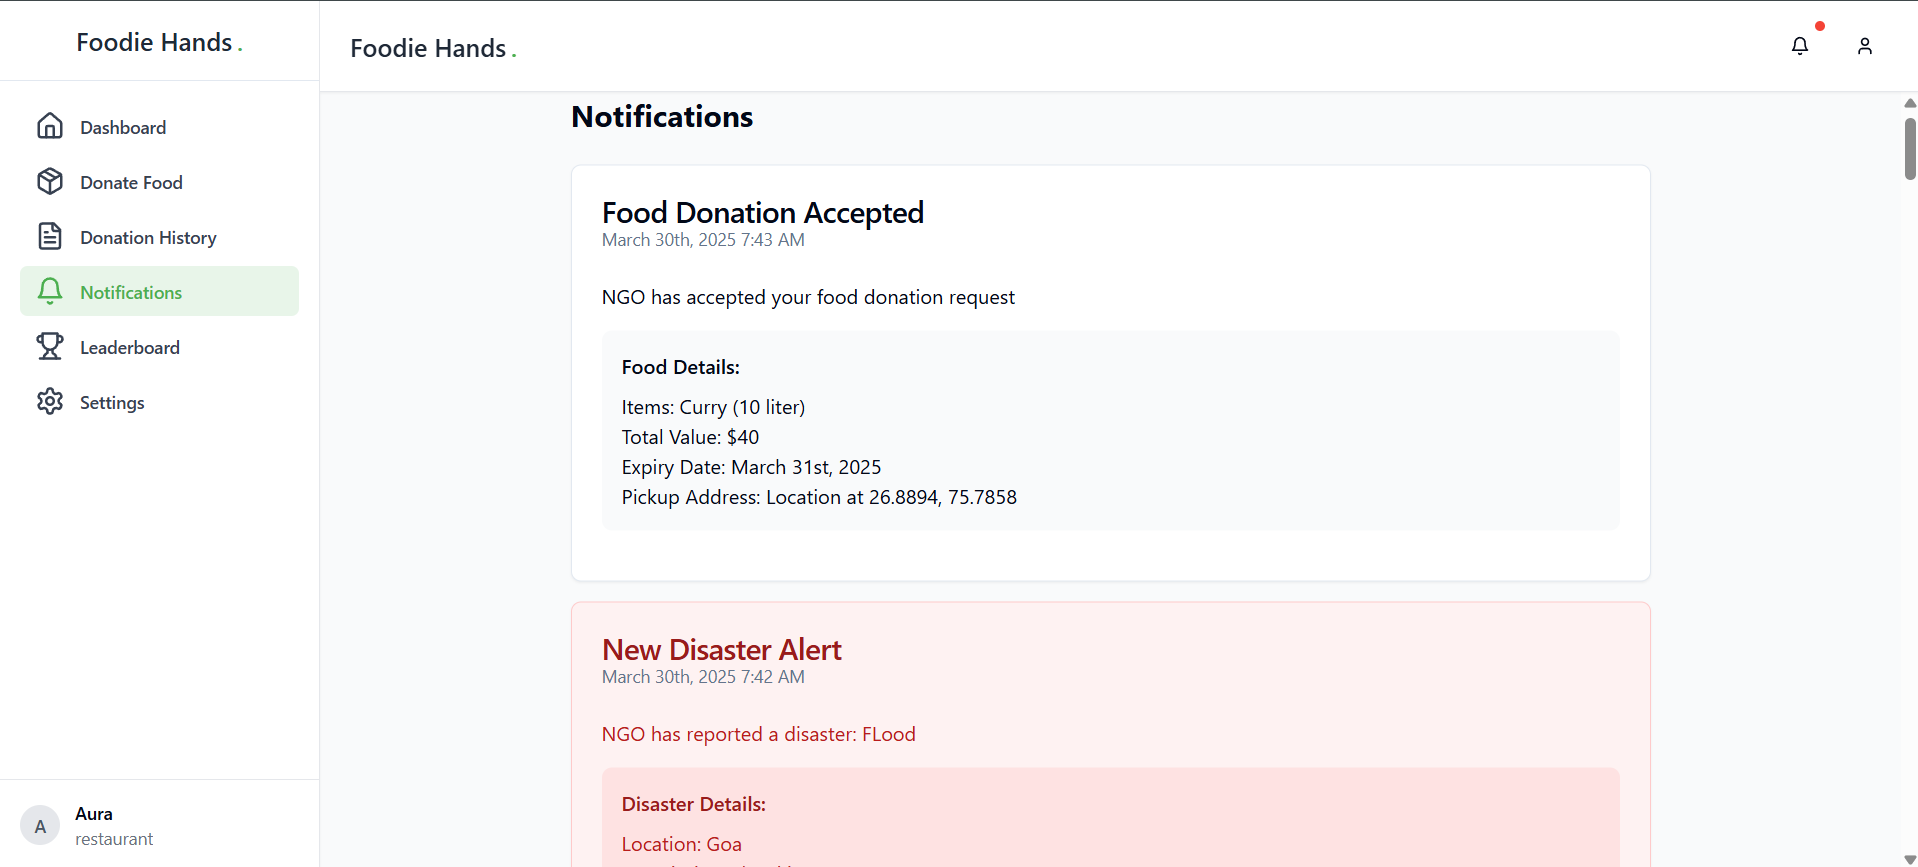 Foodie Hands.
Dashboard
Donate Food
Donation History
Notifications
Leaderboard
Settings
A
Aura
restaurant
Foodie Hands.
Notifications
Food Donation Accepted
March 30th, 2025 7:43 AM
NGO has accepted your food donation request
Food Details:
Items: Curry (10 liter)
Total Value: $40
Expiry Date: March 31st, 2025
Pickup Address: Location at 26.8894, 75.7858
New Disaster Alert
March 30th, 2025 7:42 AM
NGO has reported a disaster: FLood
Disaster Details:
Location: Goa